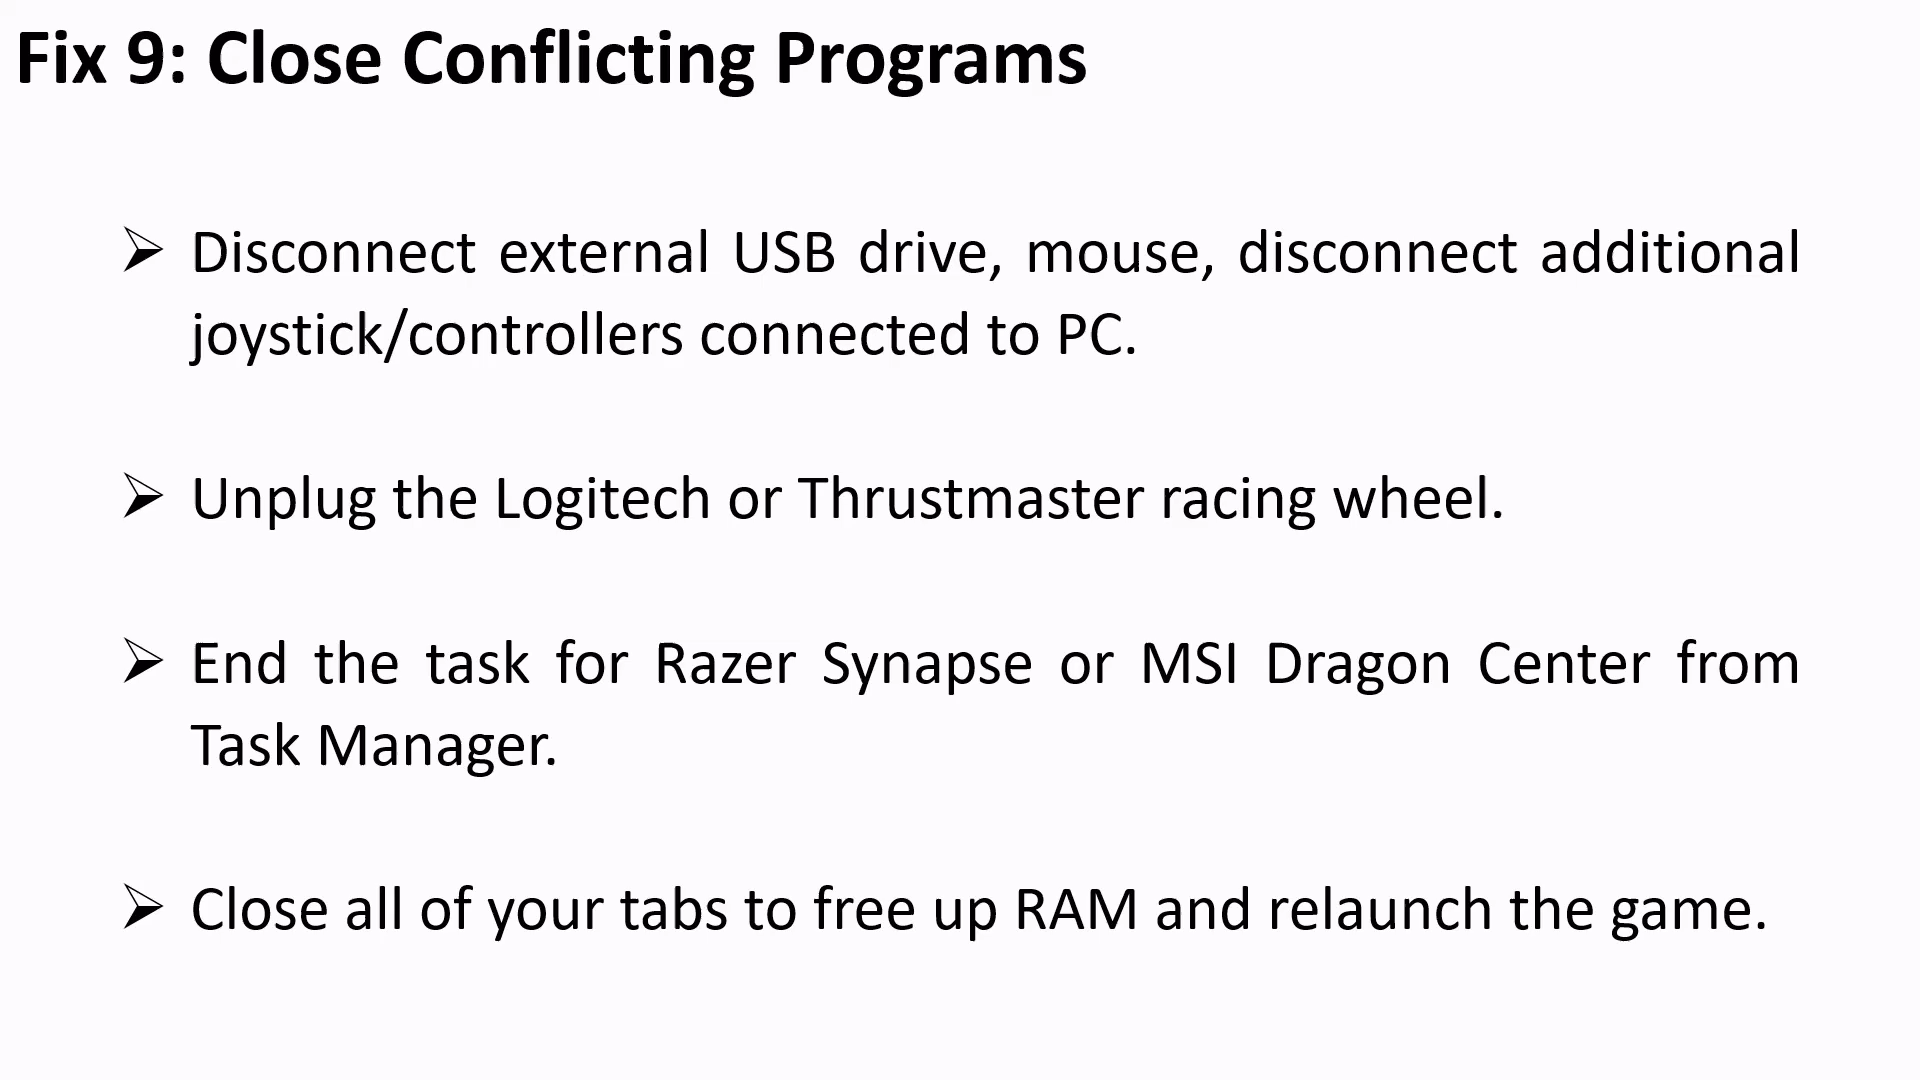 Fix 9: Close Conflicting Programs
➢ Disconnect external USB drive, mouse, disconnect additional
joystick/controllers connected to PC.
➢ Unplug the Logitech or Thrustmaster racing wheel.
➢ End the task for Razer Synapse or MSI Dragon Center from
Task Manager.
➢ Close all of your tabs to free up RAM and relaunch the game.